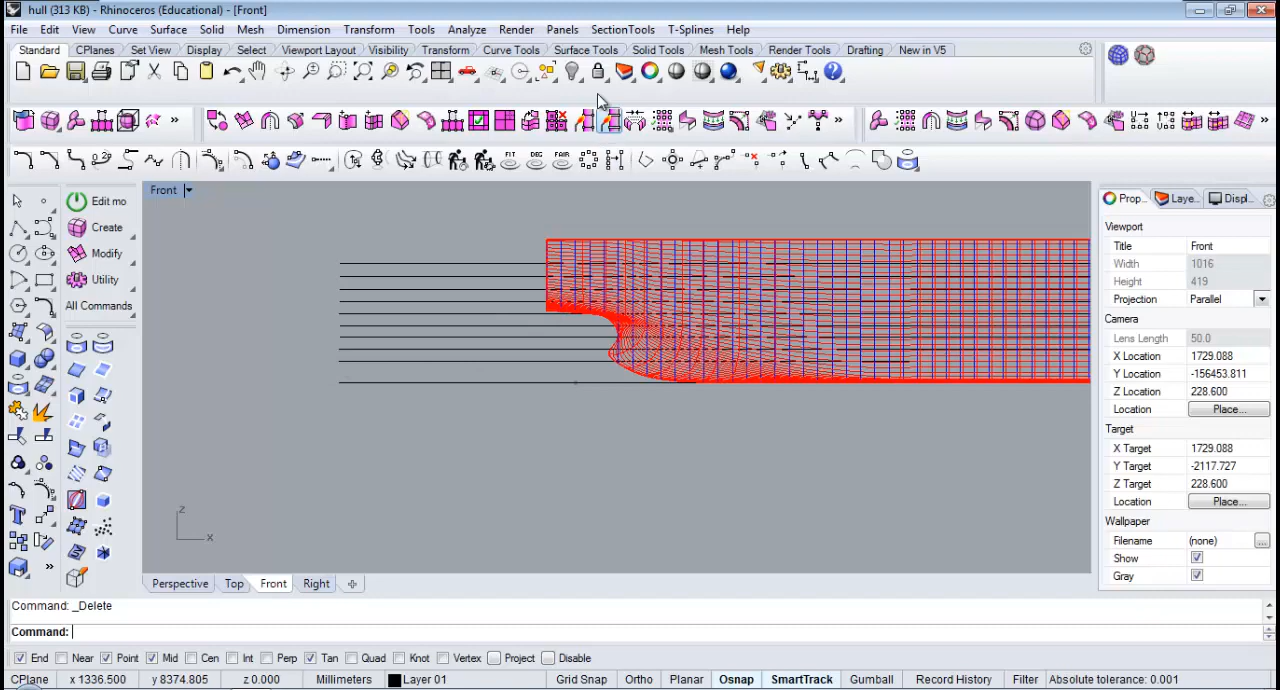 hull (313 KB) - Rhinoceros (Educational) - [Front]
File Edit View Curve Surface Solid Mesh Dimension Transform Tools Analyze Render Panels SectionTools T-Splines Help
Standard CPlanes Set View Display Select Viewport Layout Visibility Transform Curve Tools Surface Tools Solid Tools Mesh Tools Render Tools Drafting New in V5
FIT DEG FAIR
Front
Edit mo
Create
Modify
Utility
All Commands
Prop... Laye... Displ...
Viewport
Title Front
Width 1016
Height 419
Projection Parallel
Camera
Lens Length 50.0
X Location 1729.088
Y Location -156453.811
Z Location 228.600
Location Place...
Target
X Target 1729.088
Y Target -2117.727
Z Target 228.600
Location Place...
Wallpaper
Filename (none) ...
Show
Gray
z
x
Perspective Top Front Right
Command: _Delete
Command:
End Near Point Mid Cen Int Perp Tan Quad Knot Vertex Project Disable
CPlane x 1336.500 y 8374.805 z 0.000 Millimeters Layer 01 Grid Snap Ortho Planar Osnap SmartTrack Gumball Record History Filter Absolute tolerance: 0.001